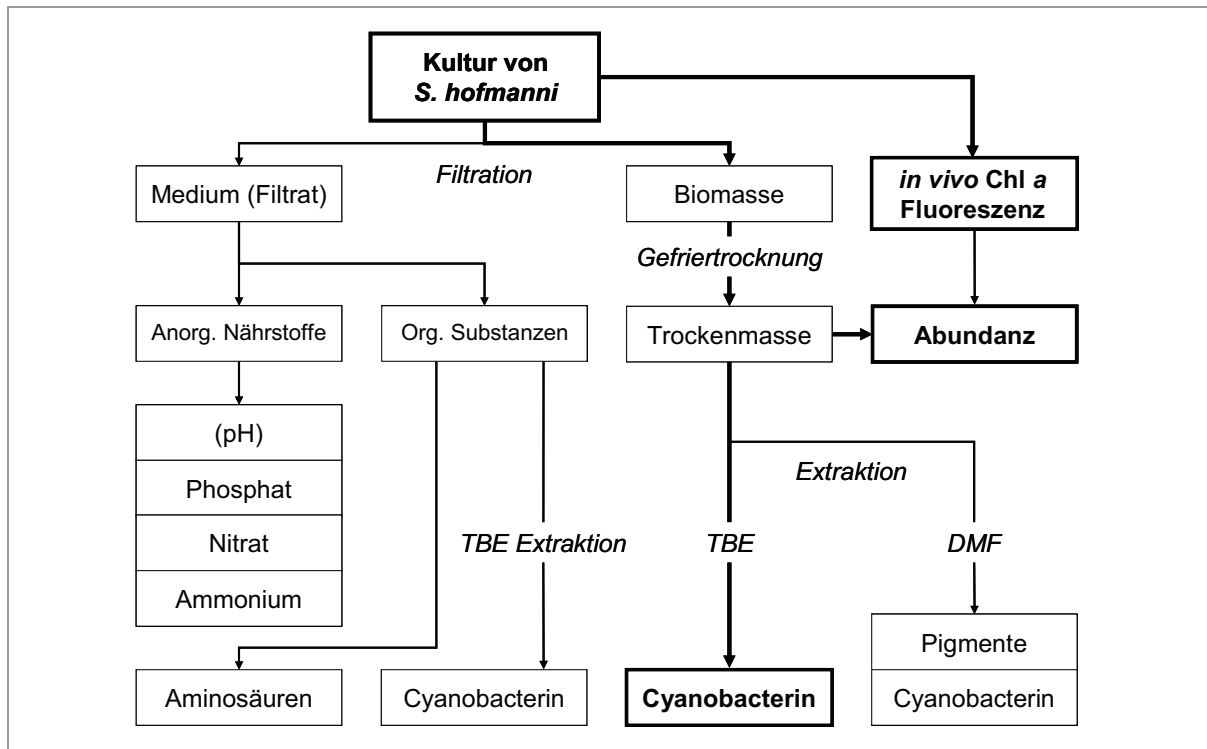 Kultur von
S. hofmanni
Filtration
Medium (Filtrat)
Biomasse
in vivo Chl a
Fluoreszenz
Gefriertrocknung
Anorg. Nährstoffe
Org. Substanzen
Trockenmasse
Abundanz
(pH)
Phosphat
Nitrat
Ammonium
Extraktion
TBE Extraktion
TBE
DMF
Aminosäuren
Cyanobacterin
Cyanobacterin
Pigmente
Cyanobacterin